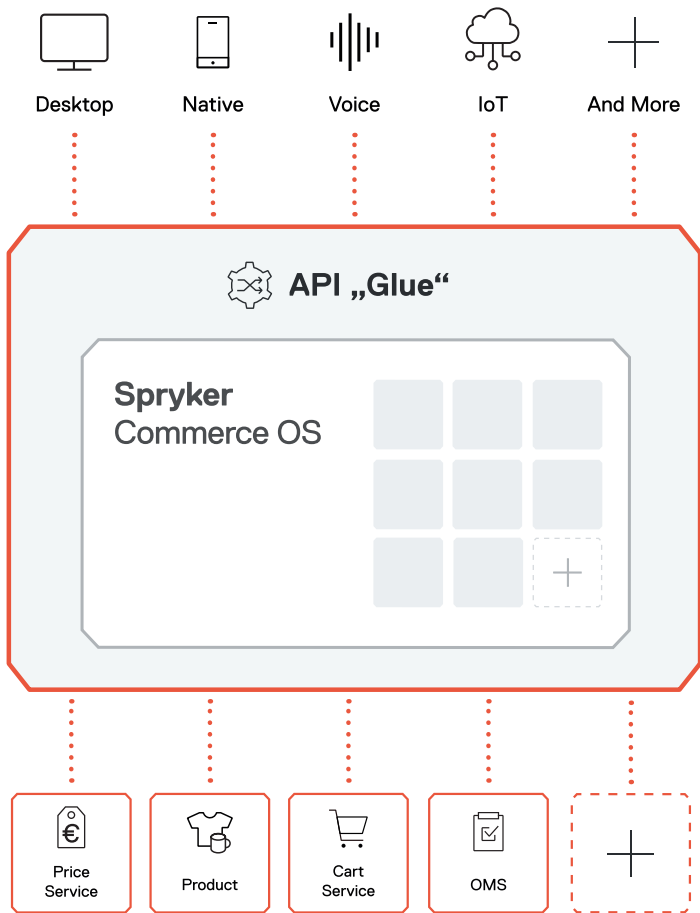 Desktop
Native
Voice
IoT
And More
API „Glue“
Spryker
Commerce OS
Price
Service
Product
Cart
Service
OMS